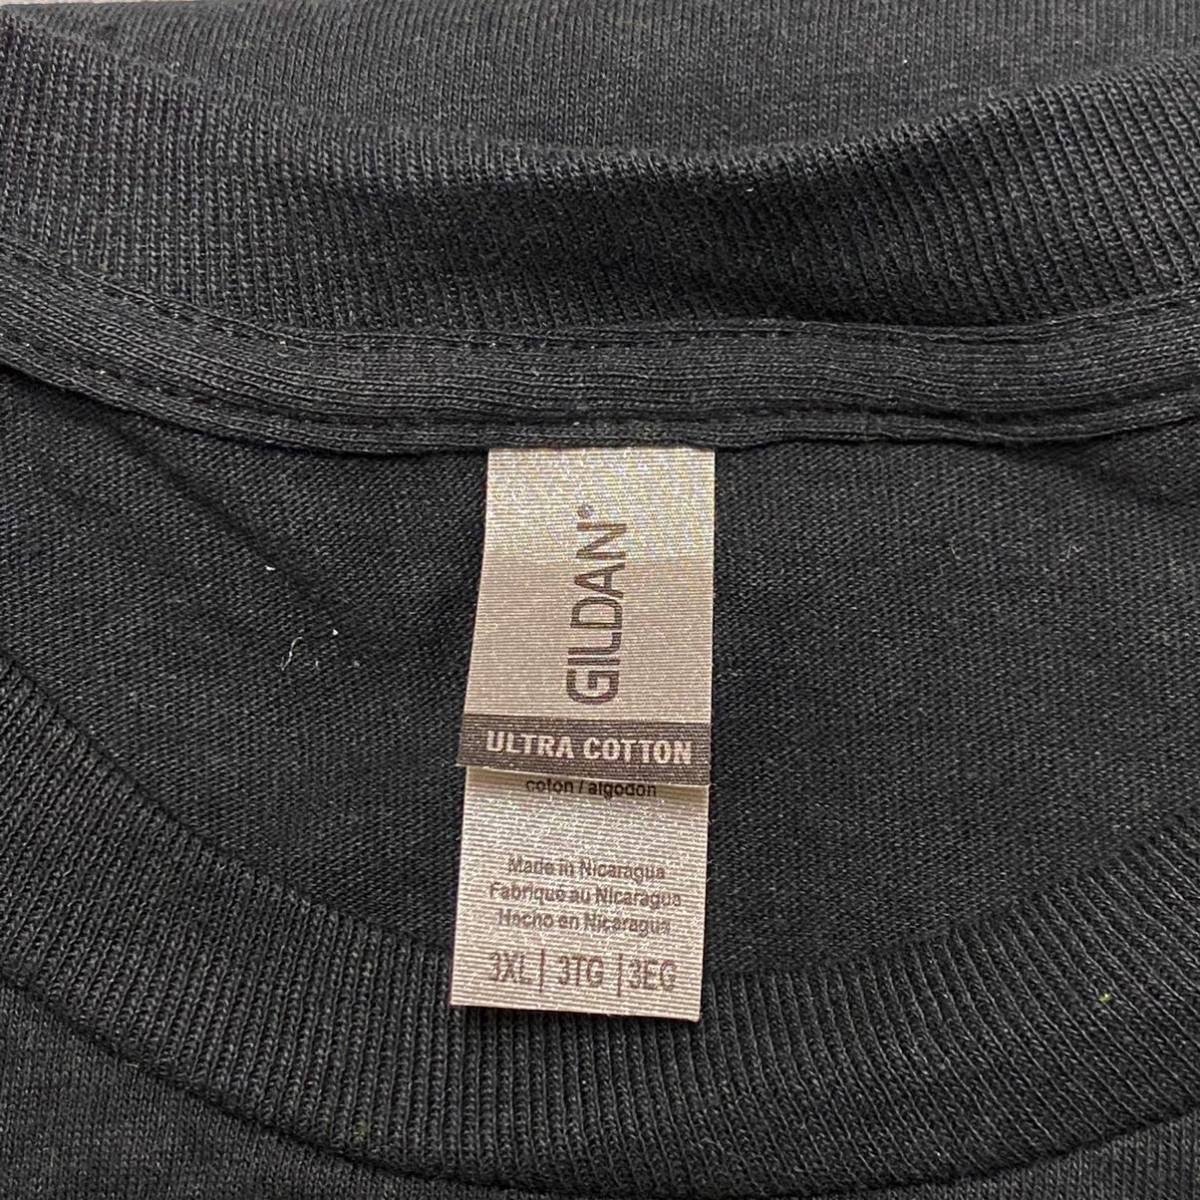 GILDAN®
ULTRA COTTON
coton / algodon
Made in Nicaragua
Fabriqué au Nicaragua
Hecho en Nicaragua
3XL | 3TG | 3EG